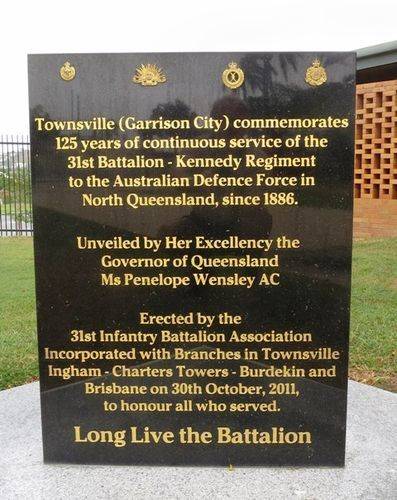 Townsville (Garrison City) commemorates
125 years of continuous service of the
31st Battalion - Kennedy Regiment
to the Australian Defence Force in
North Queensland, since 1886.
Unveiled by Her Excellency the
Governor of Queensland
Ms Penelope Wensley AC
Erected by the
31st Infantry Battalion Association
Incorporated with Branches in Townsville
Ingham - Charters Towers - Burdekin and
Brisbane on 30th October, 2011,
to honour all who served.
Long Live the Battalion